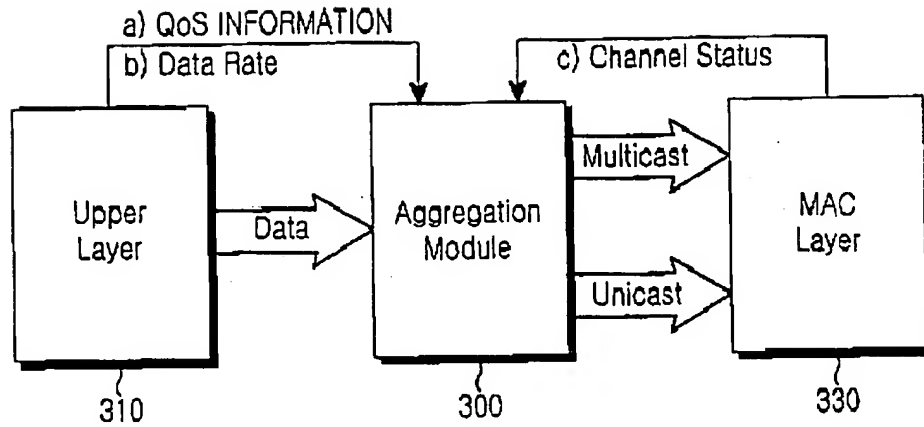 a) QoS INFORMATION
b) Data Rate
c) Channel Status
Upper
Layer
Data
Aggregation
Module
Multicast
Unicast
MAC
Layer
310
300
330